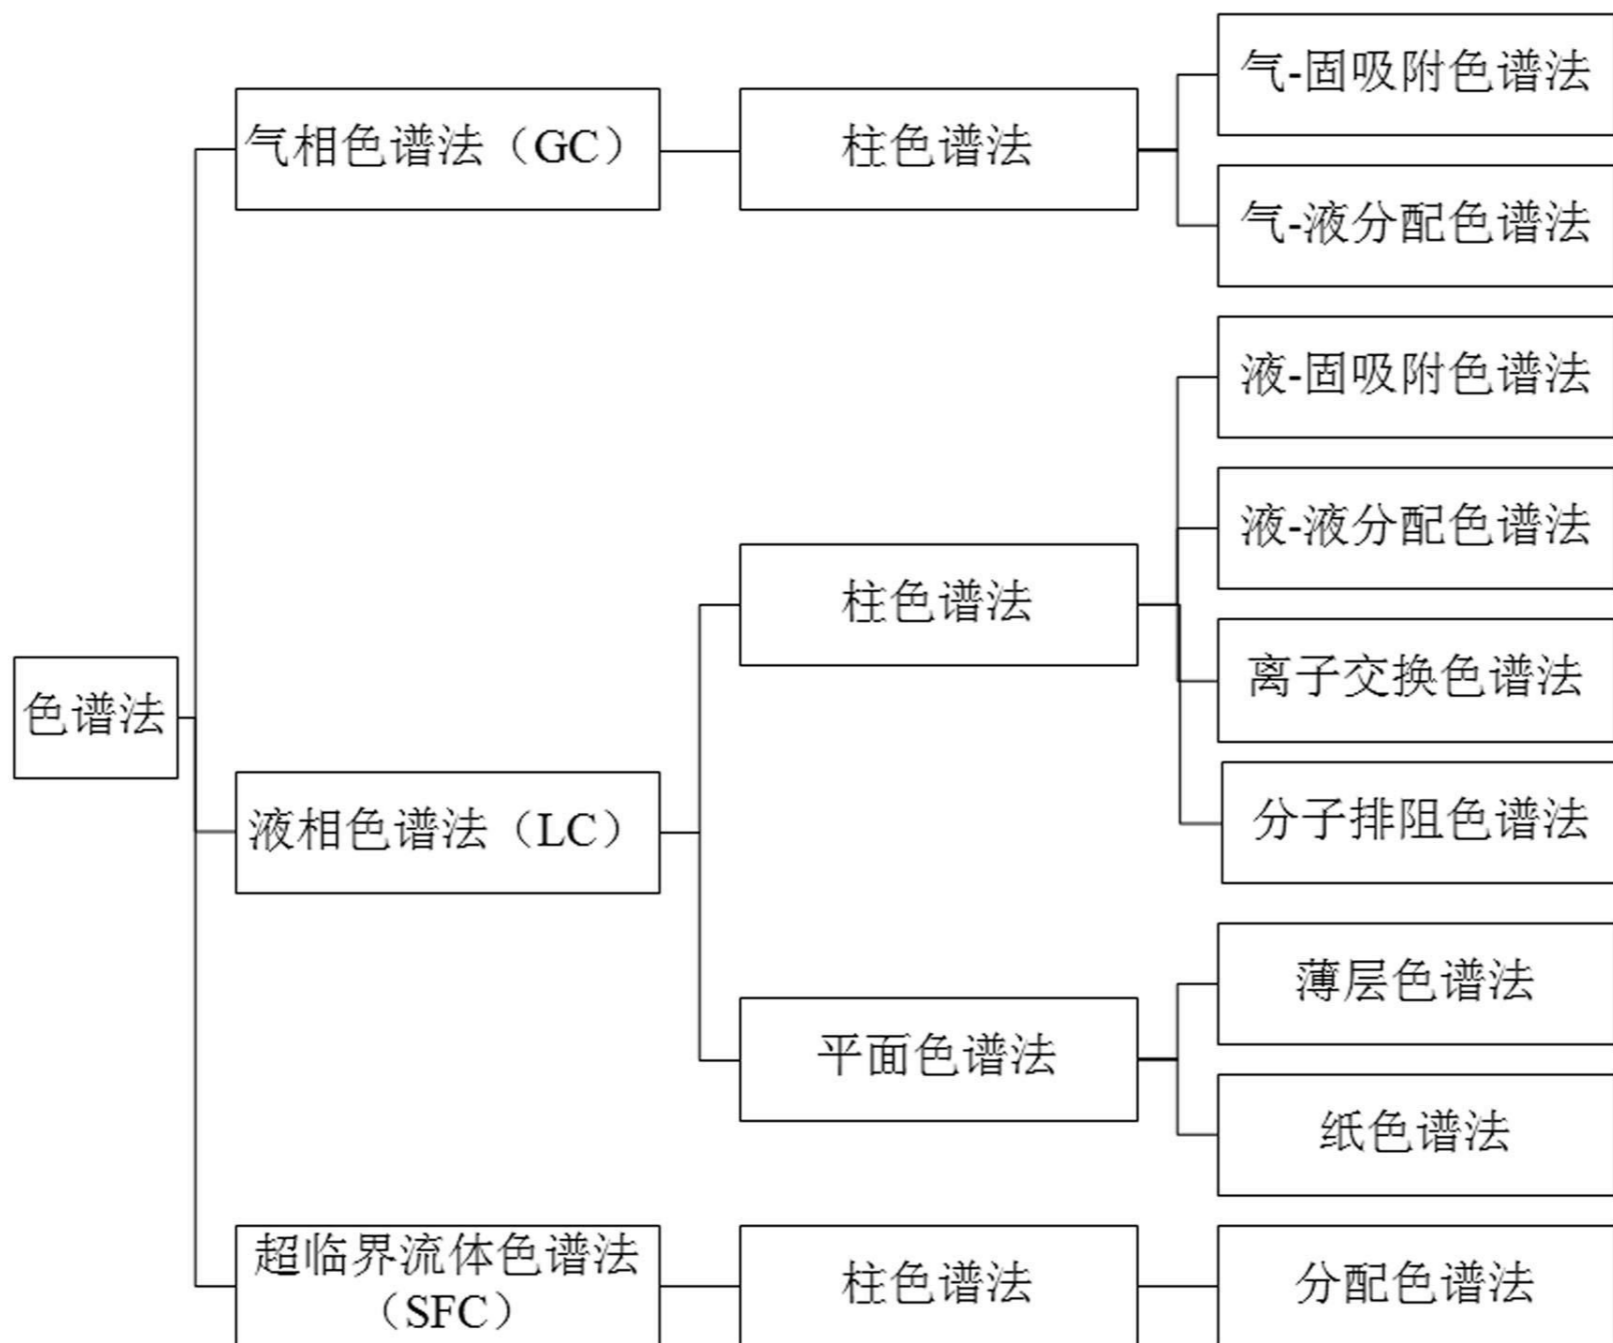 色谱法
气相色谱法（GC）
柱色谱法
气-固吸附色谱法
气-液分配色谱法
液相色谱法（LC）
柱色谱法
液-固吸附色谱法
液-液分配色谱法
离子交换色谱法
分子排阻色谱法
平面色谱法
薄层色谱法
纸色谱法
超临界流体色谱法
（SFC）
柱色谱法
分配色谱法